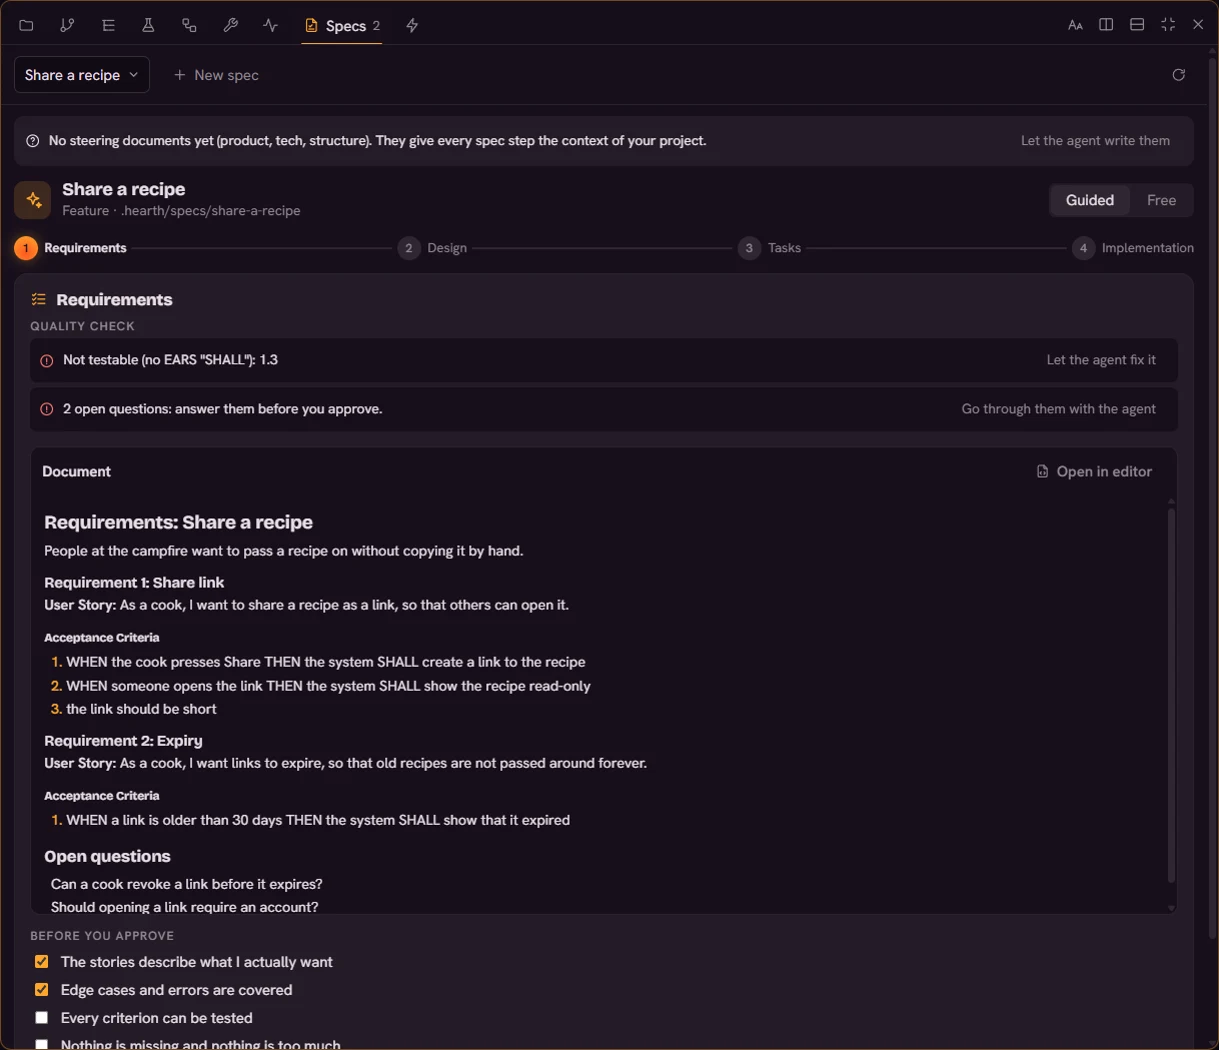 Specs 2
Share a recipe
New spec
No steering documents yet (product, tech, structure). They give every spec step the context of your project.
Let the agent write them
Share a recipe
Feature · .hearth/specs/share-a-recipe
Guided
Free
1 Requirements
2 Design
3 Tasks
4 Implementation
Requirements
QUALITY CHECK
Not testable (no EARS "SHALL"): 1.3
Let the agent fix it
2 open questions: answer them before you approve.
Go through them with the agent
Document
Open in editor
Requirements: Share a recipe
People at the campfire want to pass a recipe on without copying it by hand.
Requirement 1: Share link
User Story: As a cook, I want to share a recipe as a link, so that others can open it.
Acceptance Criteria
1. WHEN the cook presses Share THEN the system SHALL create a link to the recipe
2. WHEN someone opens the link THEN the system SHALL show the recipe read-only
3. the link should be short
Requirement 2: Expiry
User Story: As a cook, I want links to expire, so that old recipes are not passed around forever.
Acceptance Criteria
1. WHEN a link is older than 30 days THEN the system SHALL show that it expired
Open questions
Can a cook revoke a link before it expires?
Should opening a link require an account?
BEFORE YOU APPROVE
The stories describe what I actually want
Edge cases and errors are covered
Every criterion can be tested
Nothing is missing and nothing is too much